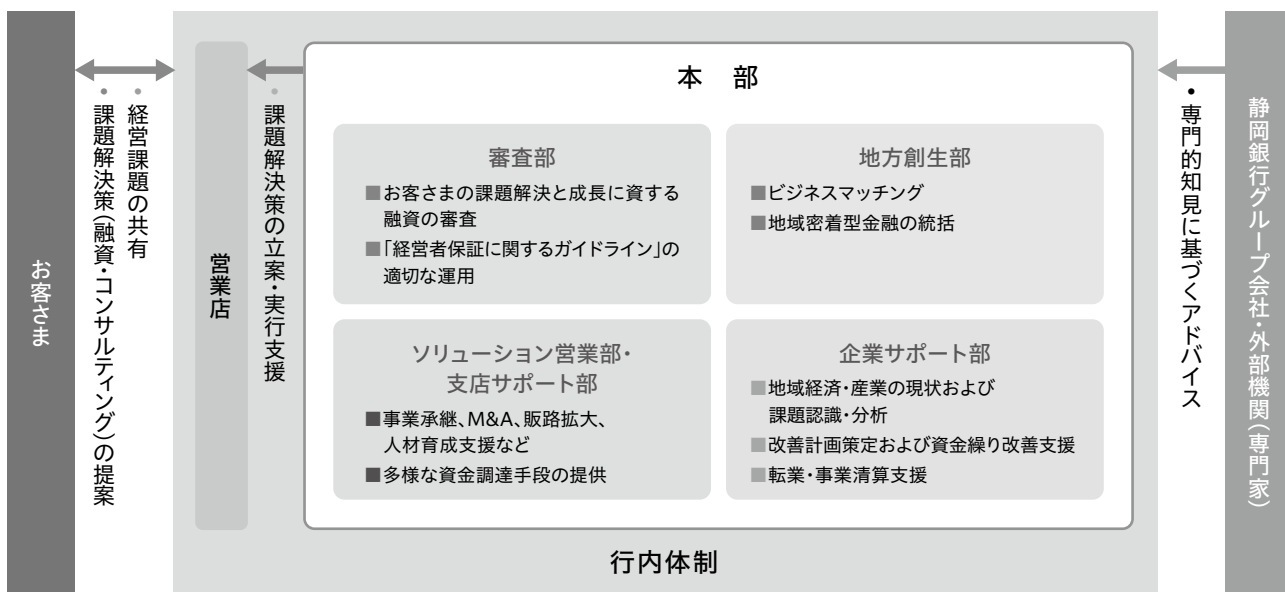 お客さま
・経営課題の共有
・課題解決策(融資・コンサルティング)の提案
営業店
・課題解決策の立案・実行支援
本　部
審査部
■お客さまの課題解決と成長に資する
融資の審査
■「経営者保証に関するガイドライン」の
適切な運用
地方創生部
■ビジネスマッチング
■地域密着型金融の統括
ソリューション営業部・
支店サポート部
■事業承継、M&A、販路拡大、
人材育成支援など
■多様な資金調達手段の提供
企業サポート部
■地域経済・産業の現状および
課題認識・分析
■改善計画策定および資金繰り改善支援
■転業・事業清算支援
行内体制
・専門的知見に基づくアドバイス
静岡銀行グループ会社・外部機関(専門家)